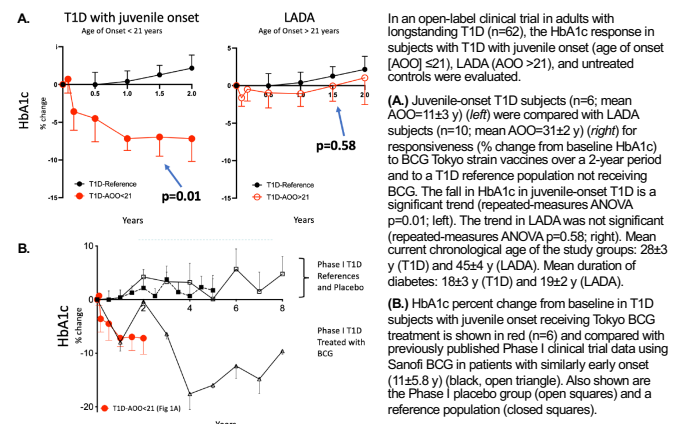 A.
T1D with juvenile onset
Age of Onset < 21 years
LADA
Age of Onset > 21 years
HbA1c
% change
5
0
-5
-10
-15
0.5
1.0
1.5
2.0
T1D-Reference
T1D-AOO<21
p=0.01
Years
5
0
-5
-15
1.0
1.5
2.0
p=0.58
T1D-Reference
T1D-AOO>21
Years
B.
HbA1c
% change
10
0
-10
-20
2
4
6
8
Phase I T1D
References
and Placebo
Phase I T1D
Treated with
BCG
T1D-AOO<21 (Fig 1A)
In an open-label clinical trial in adults with
longstanding T1D (n=62), the HbA1c response in
subjects with T1D with juvenile onset (age of onset
[AOO] ≤21), LADA (AOO >21), and untreated
controls were evaluated.
(A.) Juvenile-onset T1D subjects (n=6; mean
AOO=11±3 y) (left) were compared with LADA
subjects (n=10; mean AOO=31±2 y) (right) for
responsiveness (% change from baseline HbA1c)
to BCG Tokyo strain vaccines over a 2-year period
and to a T1D reference population not receiving
BCG. The fall in HbA1c in juvenile-onset T1D is a
significant trend (repeated-measures ANOVA
p=0.01; left). The trend in LADA was not significant
(repeated-measures ANOVA p=0.58; right). Mean
current chronological age of the study groups: 28±3
y (T1D) and 45±4 y (LADA). Mean duration of
diabetes: 18±3 y (T1D) and 19±2 y (LADA).
(B.) HbA1c percent change from baseline in T1D
subjects with juvenile onset receiving Tokyo BCG
treatment is shown in red (n=6) and compared with
previously published Phase I clinical trial data using
Sanofi BCG in patients with similarly early onset
(11±5.8 y) (black, open triangle). Also shown are
the Phase I placebo group (open squares) and a
reference population (closed squares).